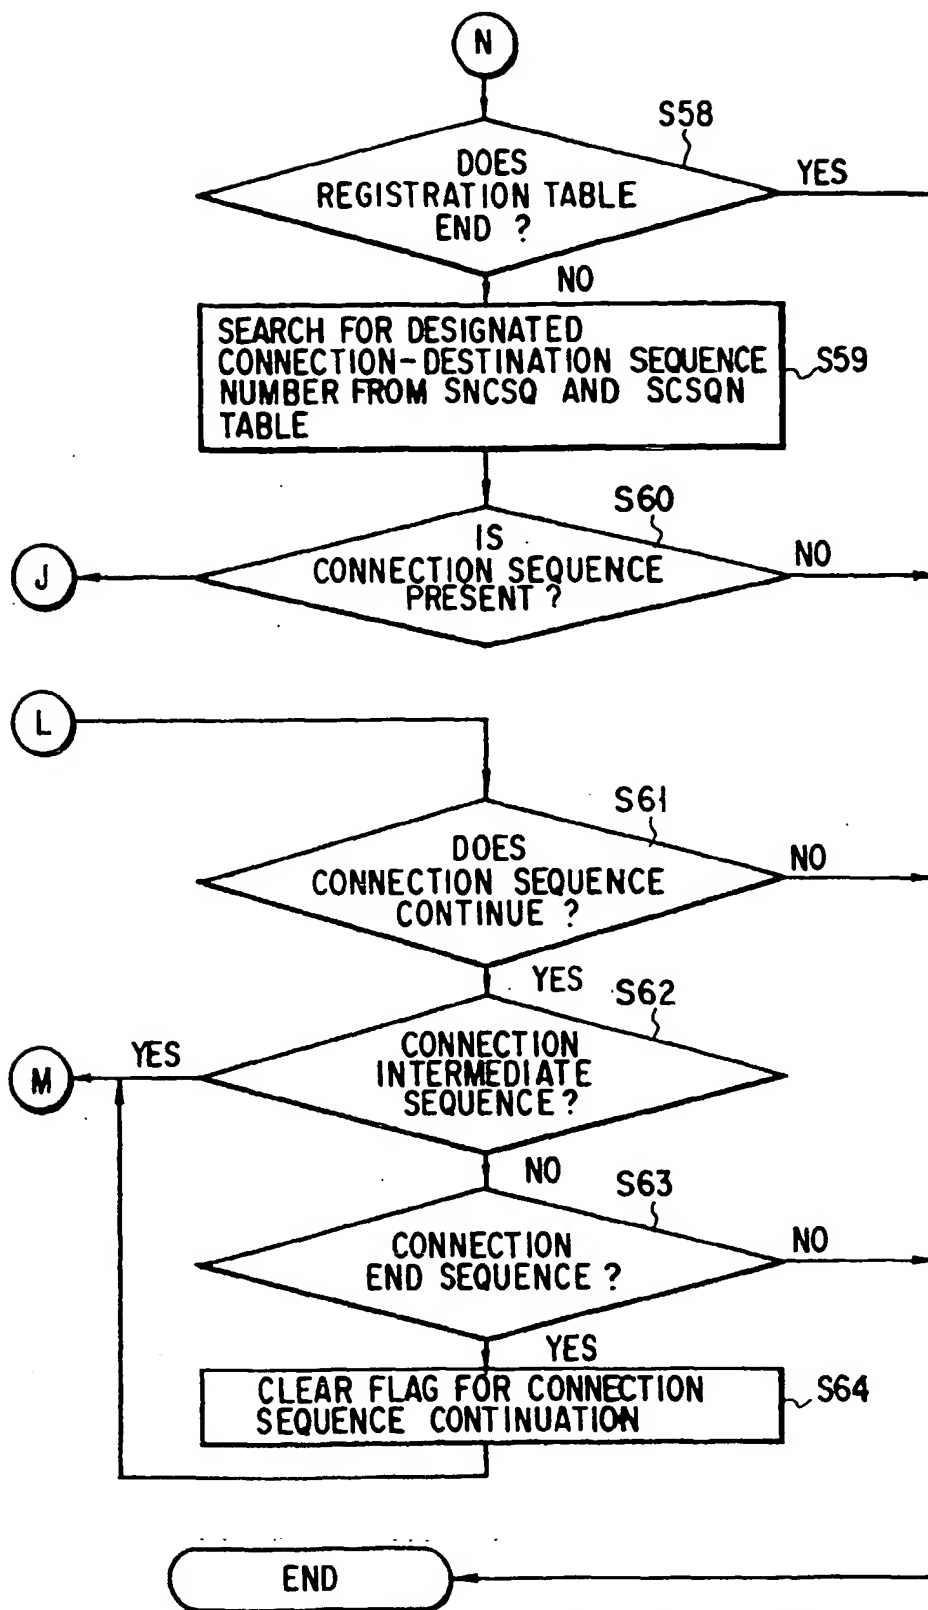 N
S58
DOES
REGISTRATION TABLE
END ?
YES
NO
SEARCH FOR DESIGNATED
CONNECTION-DESTINATION SEQUENCE
NUMBER FROM SNCSQ AND SCSQN
TABLE
S59
S60
IS
CONNECTION SEQUENCE
PRESENT ?
NO
J
L
S61
DOES
CONNECTION SEQUENCE
CONTINUE ?
NO
YES
S62
CONNECTION
INTERMEDIATE
SEQUENCE?
YES
M
NO
S63
CONNECTION
END SEQUENCE ?
NO
YES
CLEAR FLAG FOR CONNECTION
SEQUENCE CONTINUATION
S64
END